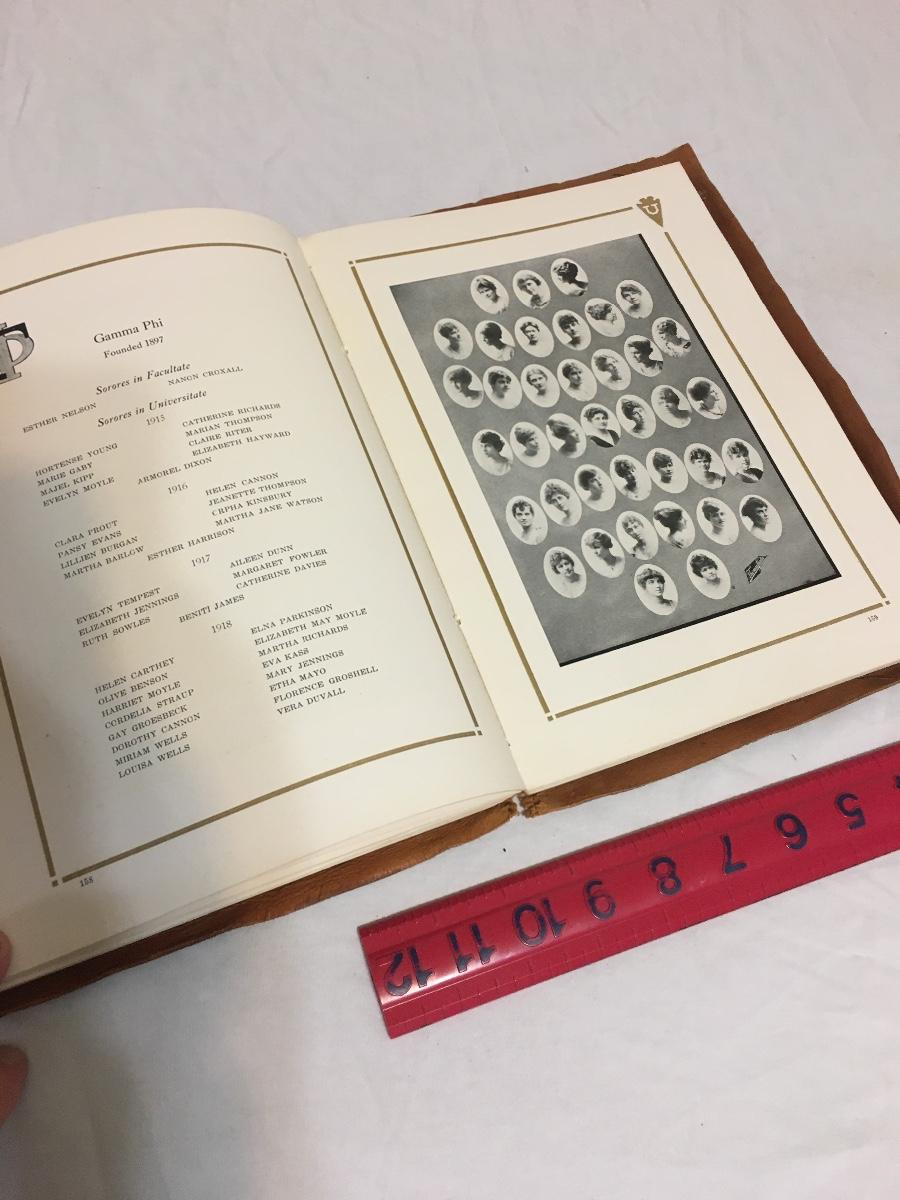 Gamma Phi
Founded 1897
Sorores in Facultate
ESTHER NELSON NANON CROXALL
Sorores in Universitate
1915
HORTENSE YOUNG CATHERINE RICHARDS
MARIE GABY MARIAN THOMPSON
MAJEL KIPP CLAIRE RITER
EVELYN MOYLE ELIZABETH HAYWARD
ARMOREL DIXON
1916
CLARA PROUT HELEN CANNON
PANSY EVANS JEANETTE THOMPSON
LILLIEN BURGAN ORPHA KINSBURY
MARTHA BARLOW MARTHA JANE WATSON
ESTHER HARRISON
1917
EVELYN TEMPEST AILEEN DUNN
ELIZABETH JENNINGS MARGARET FOWLER
RUTH SOWLES CATHERINE DAVIES
BENITI JAMES
1918
HELEN CARTHEY ELNA PARKINSON
OLIVE BENSON ELIZABETH MAY MOYLE
HARRIET MOYLE MARTHA RICHARDS
CORDELIA STRAUP EVA KASS
GAY GROESBECK MARY JENNINGS
DOROTHY CANNON ETHA MAYO
MIRIAM WELLS FLORENCE GROSHELL
LOUISA WELLS VERA DUVALL
158
U
159
5
6
7
8
9
10
11
12